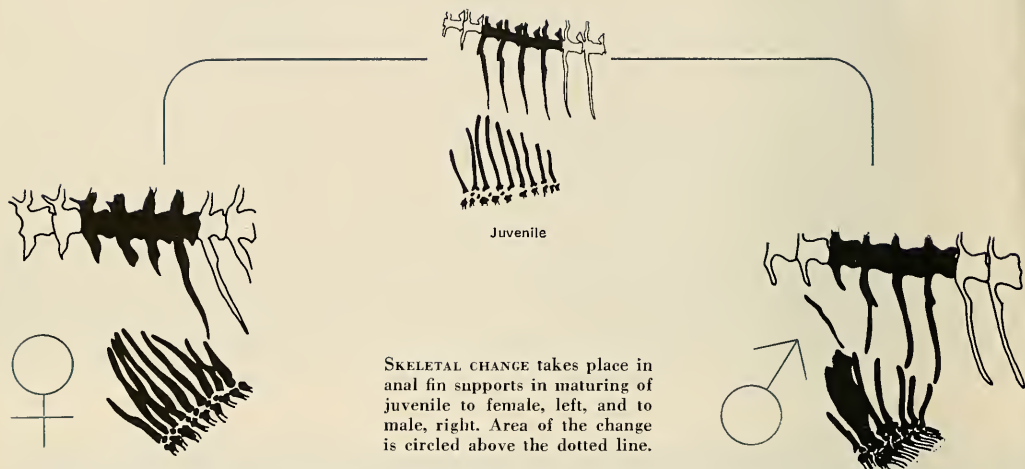 Juvenile
SKELETAL CHANGE takes place in
anal fin supports in maturing of
juvenile to female, left, and to
male, right. Area of the change
is circled above the dotted line.